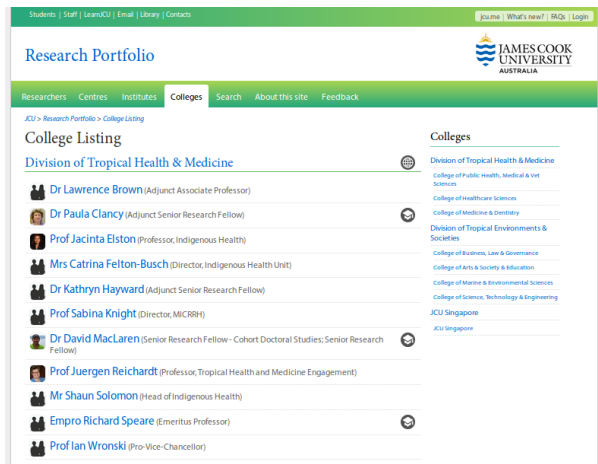 Students | Staff | LearnJCU | Email | Library | Contacts
jcu.me | What's new? | FAQs | Login
Research Portfolio
JAMES COOK
UNIVERSITY
AUSTRALIA
Researchers Centres Institutes Colleges Search About this site Feedback
JCU > Research Portfolio > College Listing
College Listing
Division of Tropical Health & Medicine
Dr Lawrence Brown (Adjunct Associate Professor)
Dr Paula Clancy (Adjunct Senior Research Fellow)
Prof Jacinta Elston (Professor, Indigenous Health)
Mrs Catrina Felton-Busch (Director, Indigenous Health Unit)
Dr Kathryn Hayward (Adjunct Senior Research Fellow)
Prof Sabina Knight (Director, MICRRH)
Dr David MacLaren (Senior Research Fellow - Cohort Doctoral Studies; Senior Research
Fellow)
Prof Juergen Reichardt (Professor, Tropical Health and Medicine Engagement)
Mr Shaun Solomon (Head of Indigenous Health)
Empro Richard Speare (Emeritus Professor)
Prof Ian Wronski (Pro-Vice-Chancellor)
Colleges
Division of Tropical Health & Medicine
College of Public Health, Medical & Vet
Sciences
College of Healthcare Sciences
College of Medicine & Dentistry
Division of Tropical Environments &
Societies
College of Business, Law & Governance
College of Arts & Society & Education
College of Marine & Environmental Sciences
College of Science, Technology & Engineering
JCU Singapore
JCU Singapore